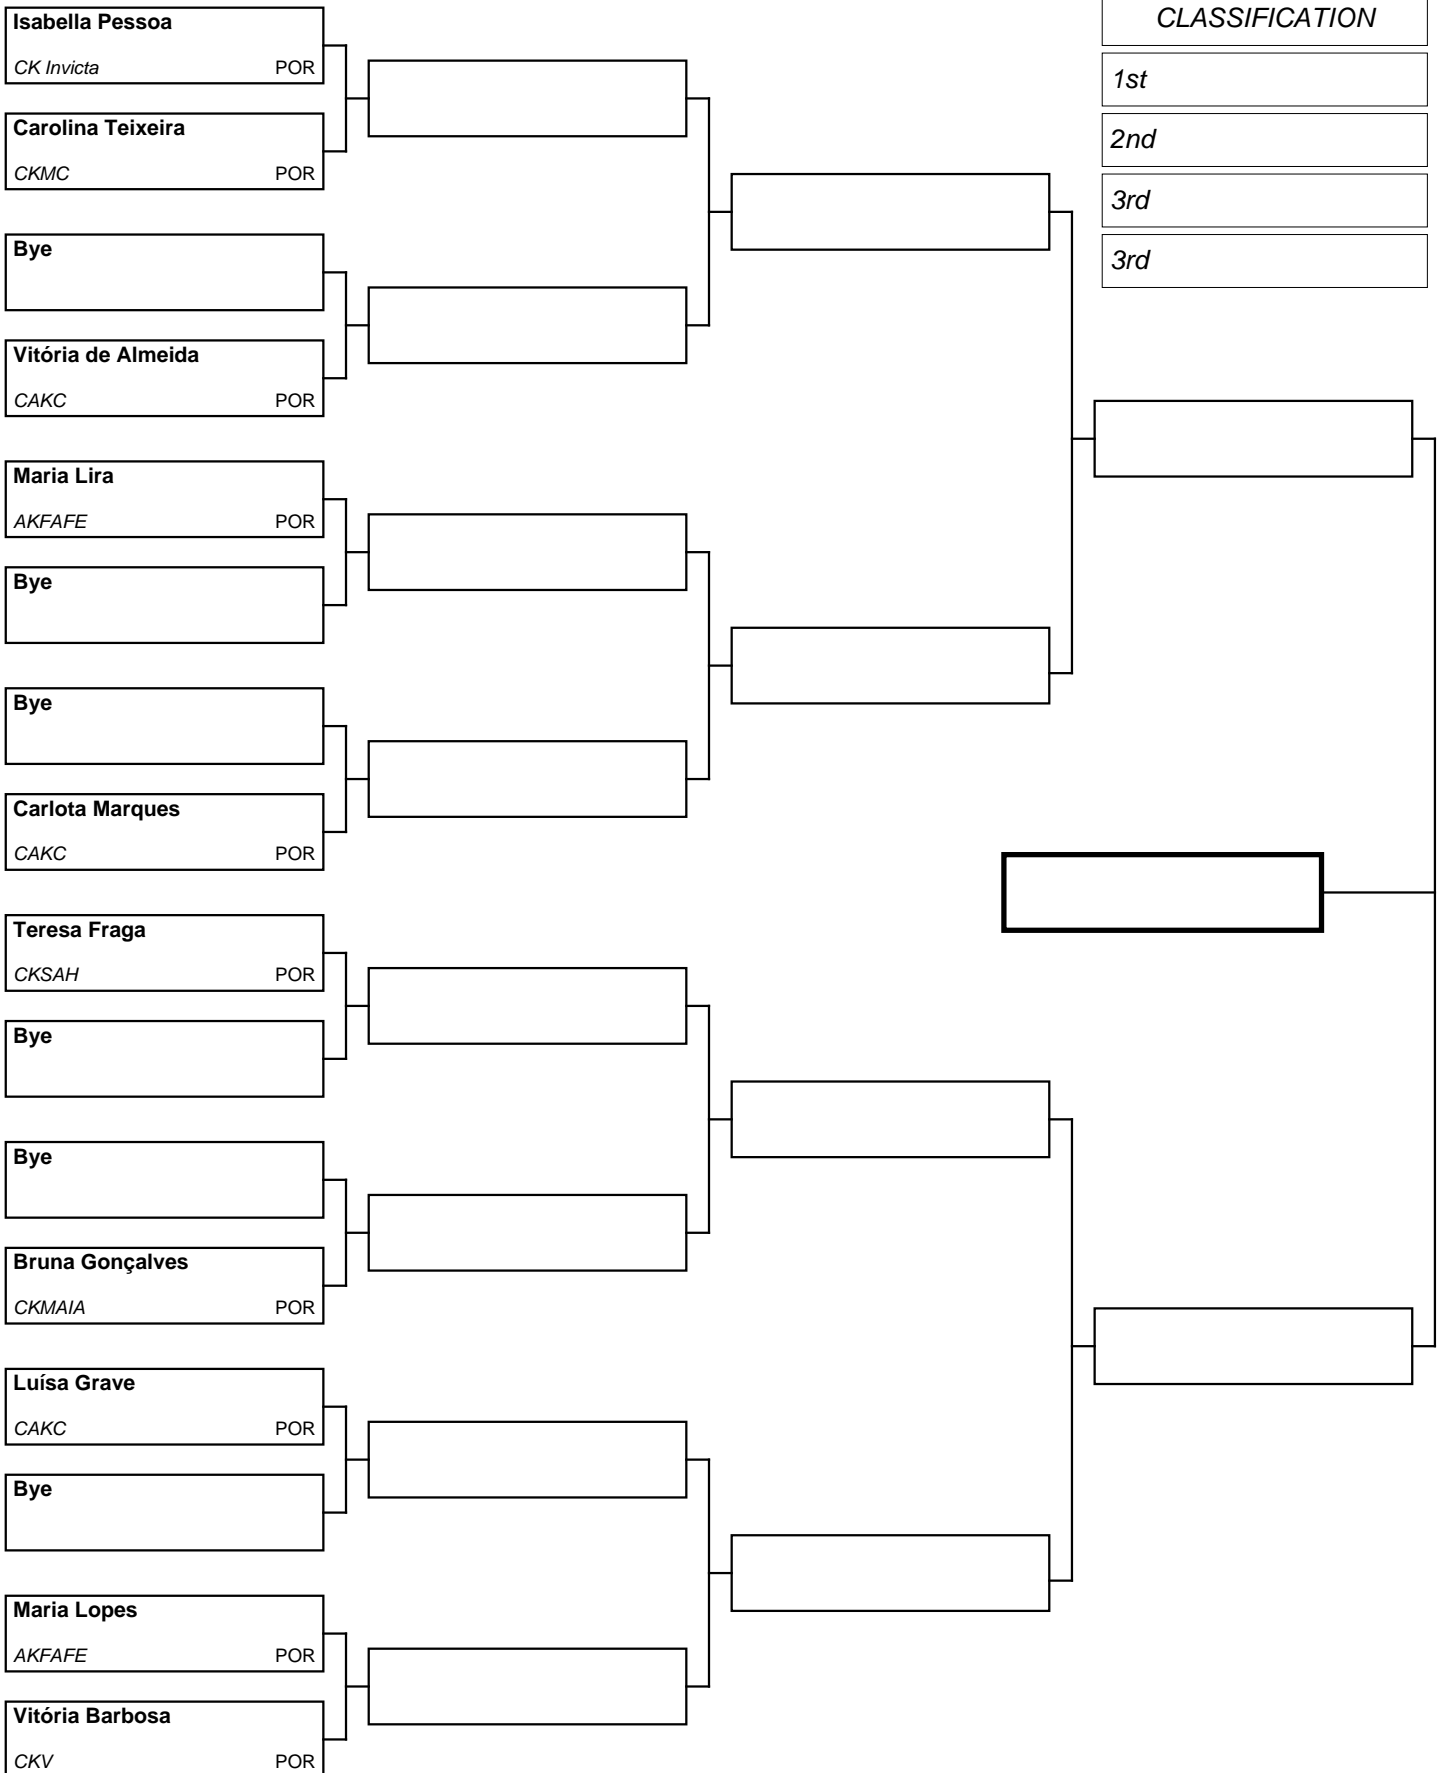 Isabella Pessoa
CK Invicta POR
Carolina Teixeira
CKMC POR
Bye
Vitória de Almeida
CAKC POR
Maria Lira
AKFAFE POR
Bye
Bye
Carlota Marques
CAKC POR
Teresa Fraga
CKSAH POR
Bye
Bye
Bruna Gonçalves
CKMAIA POR
Luísa Grave
CAKC POR
Bye
Maria Lopes
AKFAFE POR
Vitória Barbosa
CKV POR
CLASSIFICATION
1st
2nd
3rd
3rd